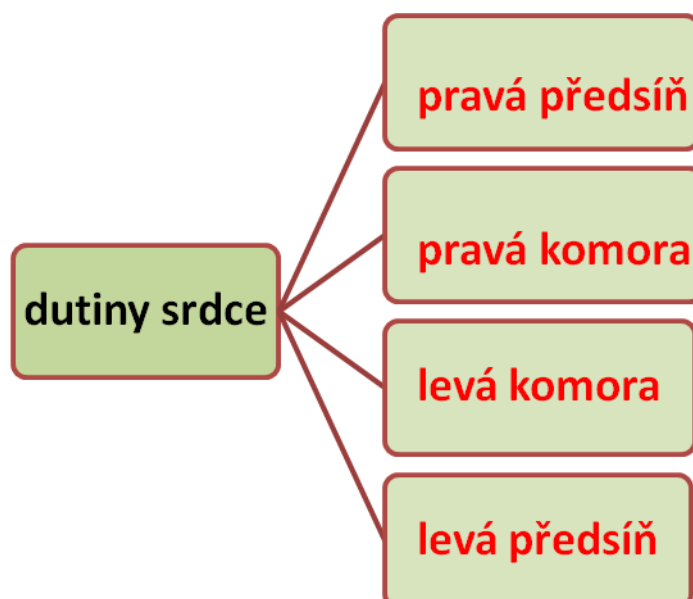 dutiny srdce
pravá předsíň
pravá komora
levá komora
levá předsíň